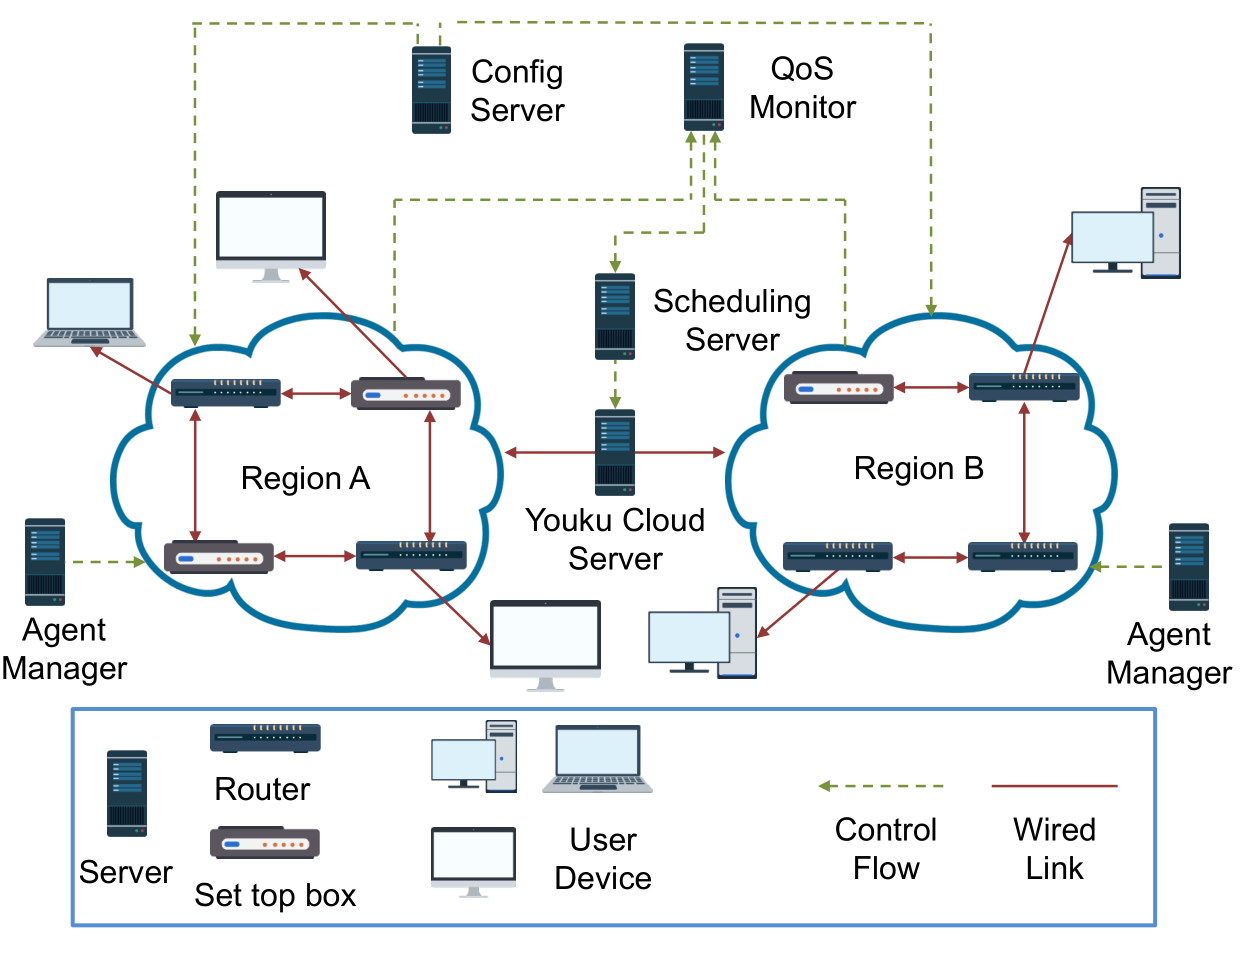 Config
Server
QoS
Monitor
Scheduling
Server
Region A
Region B
Youku Cloud
Server
Agent
Manager
Agent
Manager
Router
Server
Set top box
User
Device
Control
Flow
Wired
Link